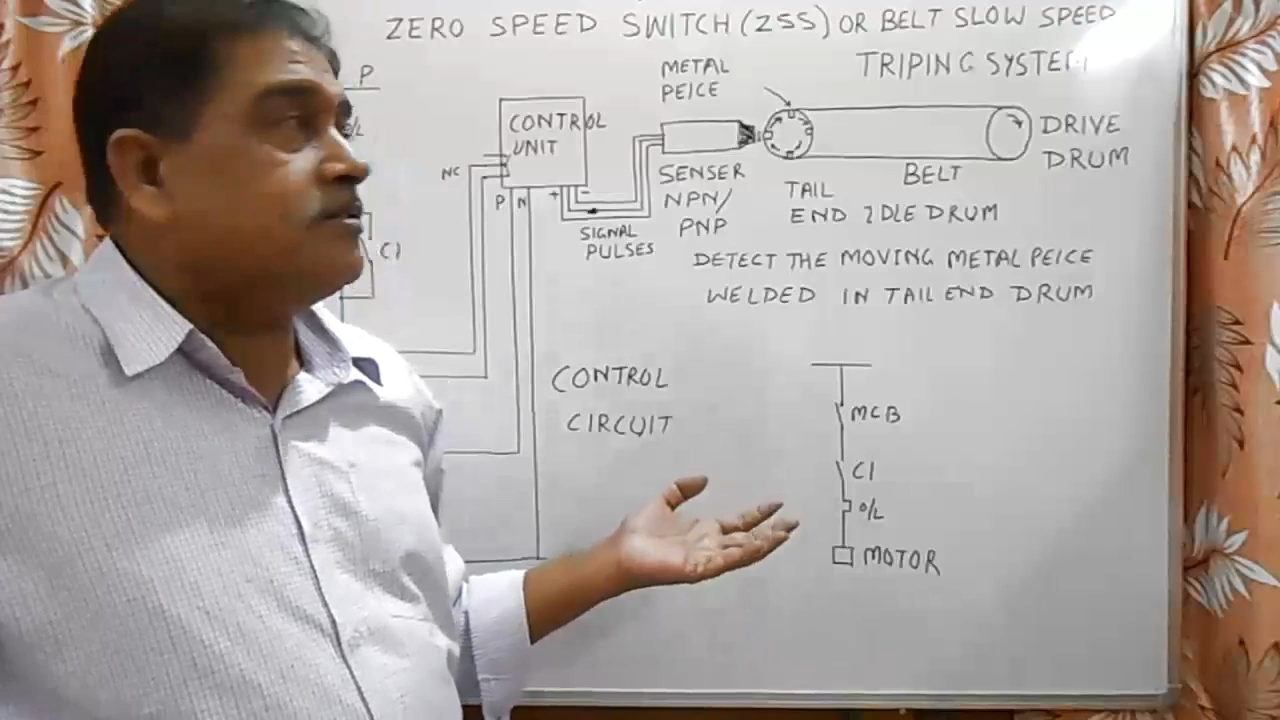 ZERO SPEED SWITCH (ZSS) OR BELT SLOW SPEED
TRIPING SYSTEM
P
O/L
C1
NC
CONTROL
UNIT
P N + -
SIGNAL
PULSES
METAL
PEICE
SENSER
NPN/
PNP
TAIL
END IDLE DRUM
BELT
DRIVE
DRUM
DETECT THE MOVING METAL PEICE
WELDED IN TAIL END DRUM
CONTROL
CIRCUIT
MCB
C1
O/L
MOTOR